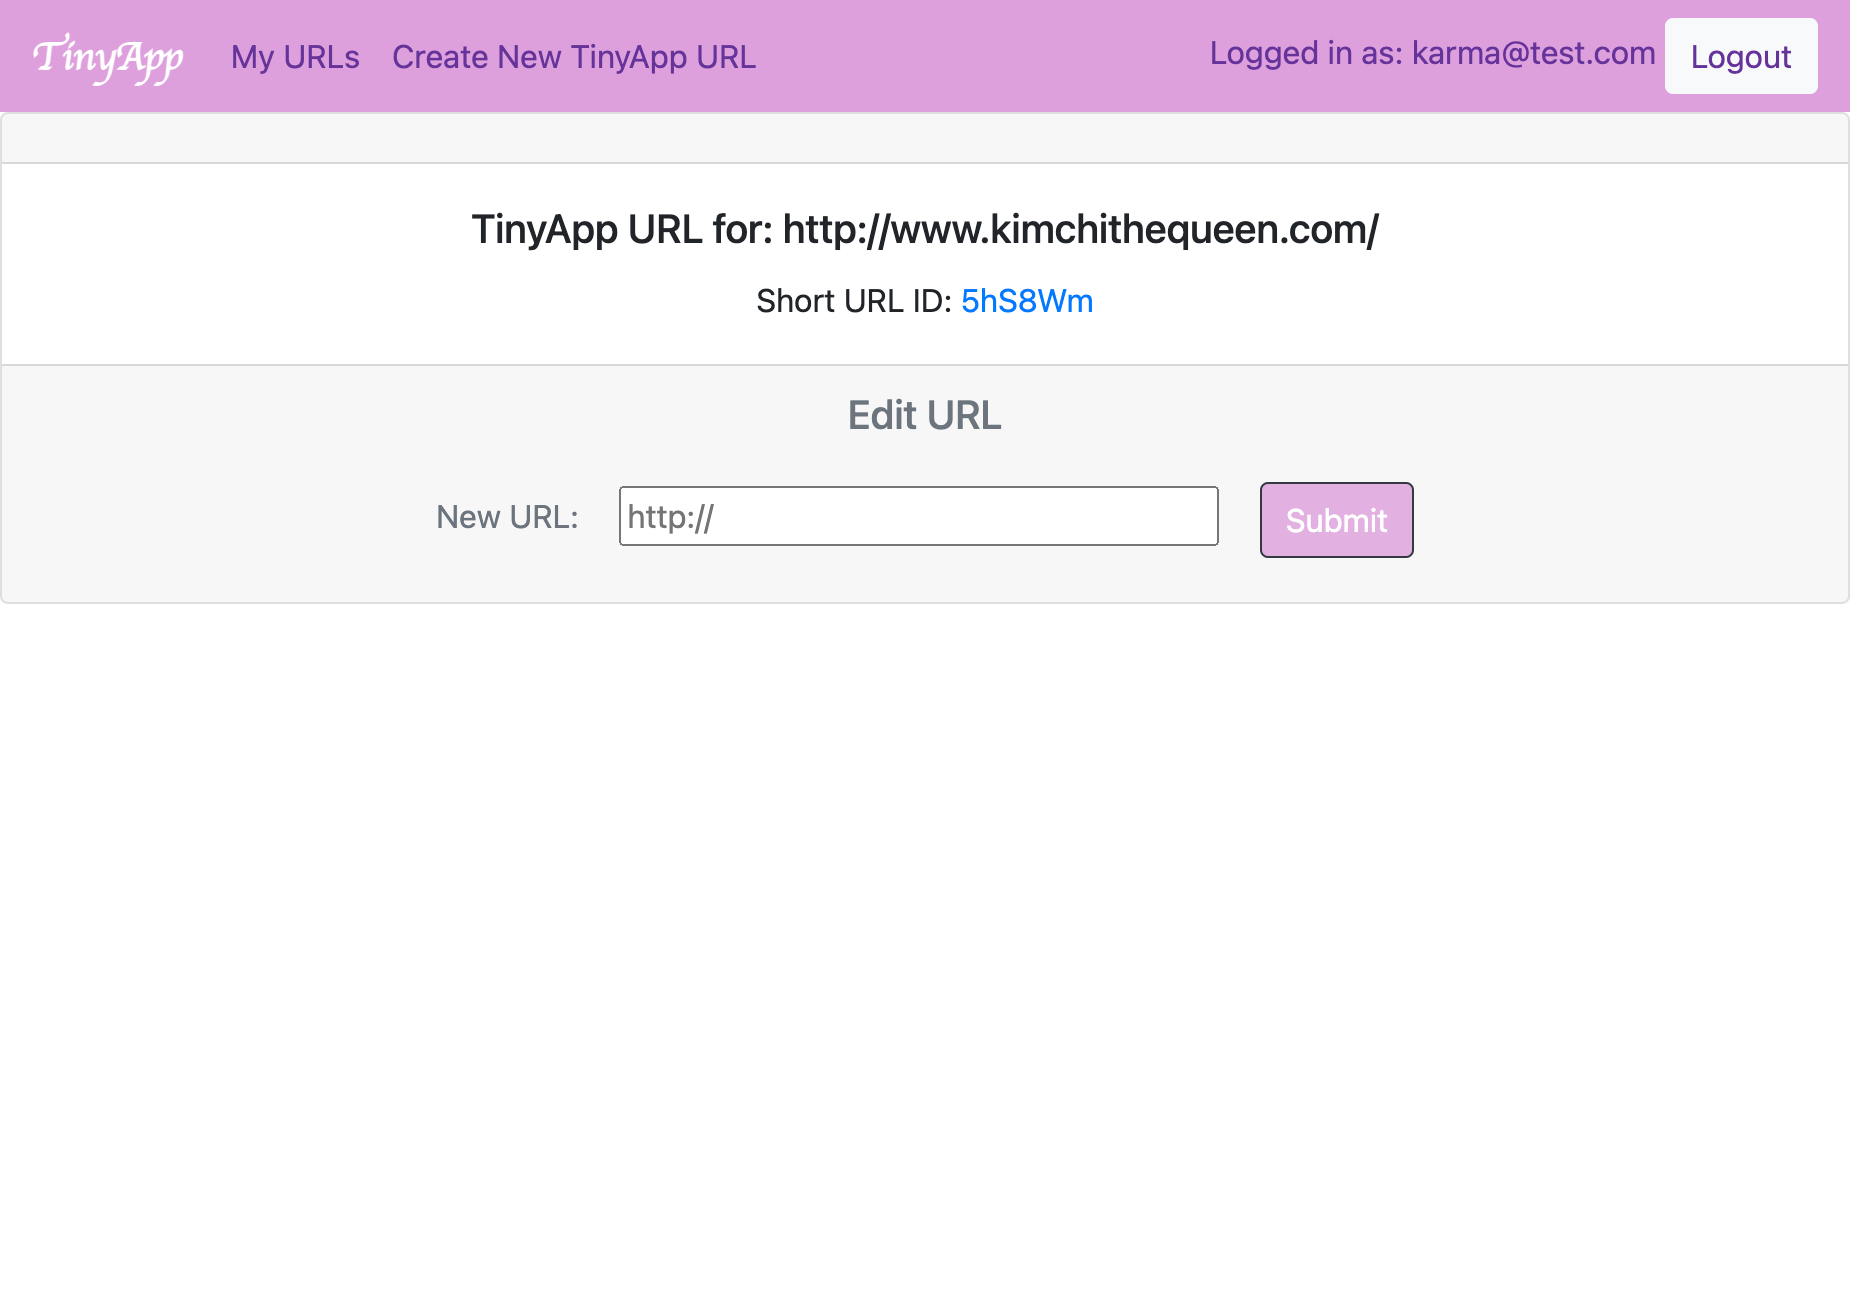 TinyApp My URLs Create New TinyApp URL Logged in as: karma@test.com Logout
TinyApp URL for: http://www.kimchithequeen.com/
Short URL ID: 5hS8Wm
Edit URL
New URL: http:// Submit